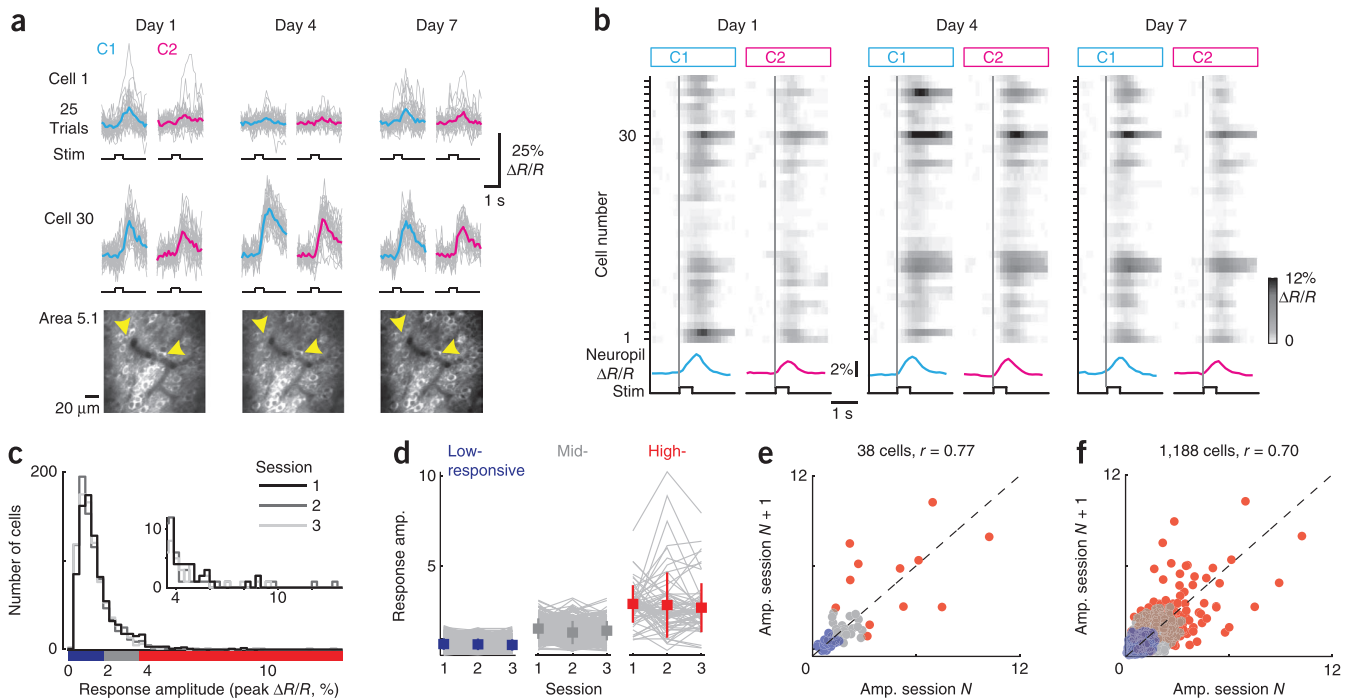 a
Day 1
Day 4
Day 7
C1
C2
Cell 1
25
Trials
Stim
25%
ΔR/R
1 s
Cell 30
Area 5.1
20 μm
b
Day 1
Day 4
Day 7
C1
C2
C1
C2
C1
C2
30
Cell number
1
Neuropil
ΔR/R
Stim
2%
1 s
12%
ΔR/R
0
c
200
Number of cells
0
Session
1
2
3
10
0
4
10
0
2
4
10
Response amplitude (peak ΔR/R, %)
d
Low-
responsive
Mid-
High-
10
5
Response amp.
1 2 3
1 2 3
1 2 3
Session
e
38 cells, r = 0.77
12
Amp. session N + 1
0
0
12
Amp. session N
f
1,188 cells, r = 0.70
12
Amp. session N + 1
0
0
12
Amp. session N